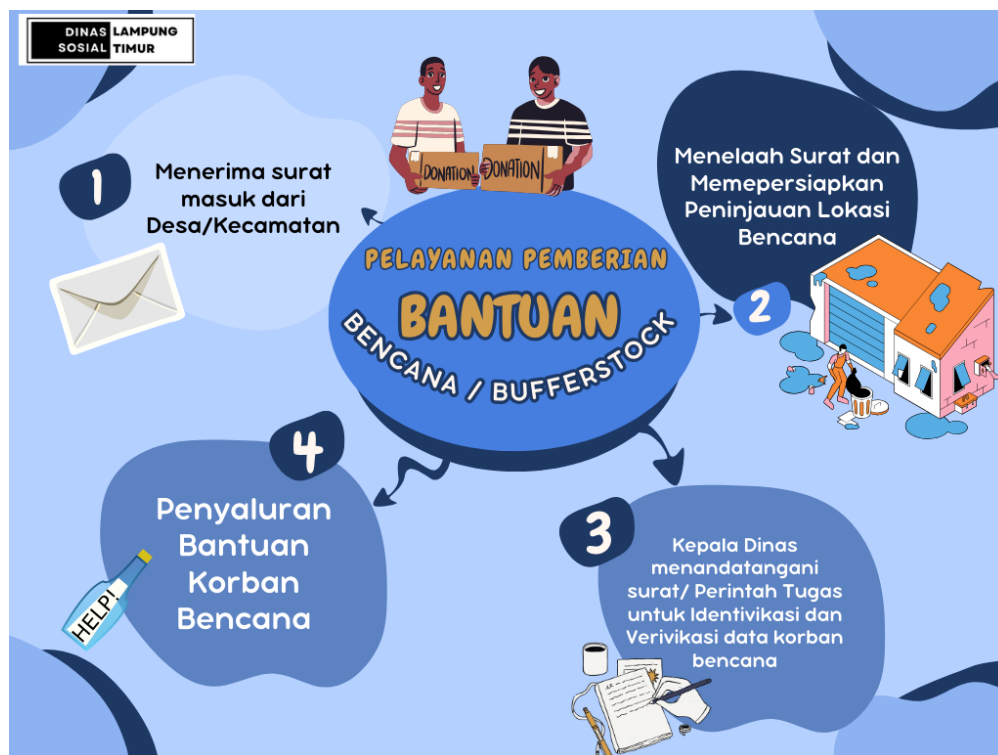 DINAS LAMPUNG
SOSIAL TIMUR
DONATION
DONATION
PELAYANAN PEMBERIAN
BANTUAN
BENCANA / BUFFERSTOCK
1
Menerima surat
masuk dari
Desa/Kecamatan
2
Menelaah Surat dan
Memepersiapkan
Peninjauan Lokasi
Bencana
3
Kepala Dinas
menandatangani
surat/ Perintah Tugas
untuk Identivikasi dan
Verivikasi data korban
bencana
4
Penyaluran
Bantuan
Korban
Bencana
HELP!